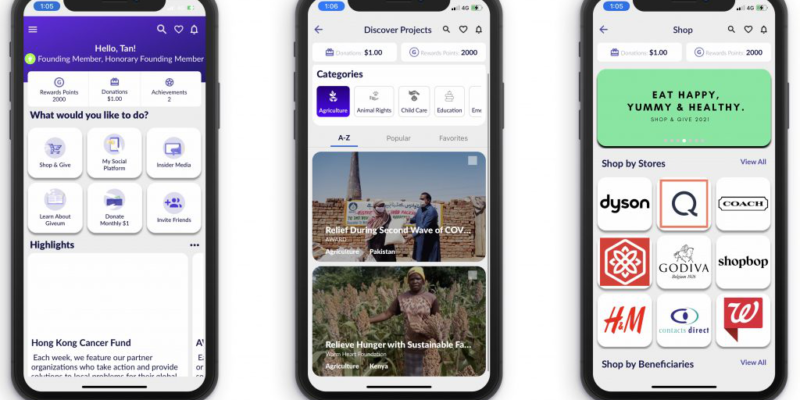 1:05
4G
Hello, Tan!
Founding Member, Honorary Founding Member
Rewards Points
2000
Donations
$1.00
Achievements
2
What would you like to do?
Shop & Give
My Social
Platform
Insider Media
Learn About
Giveum
Donate
Monthly $1
Invite Friends
Highlights
Hong Kong Cancer Fund
Each week, we feature our partner
organizations who take action and provide
solutions to local problems for their global
1:06
4G
Discover Projects
Donations: $1.00
Rewards Points: 2000
Categories
Agriculture
Animal Rights
Child Care
Education
A-Z
Popular
Favorites
Relief During Second Wave of COV...
AWARD
Agriculture
Pakistan
Relieve Hunger with Sustainable Fa...
Warm Heart Foundation
Agriculture
Kenya
1:05
4G
Shop
Donations: $1.00
Rewards Points: 2000
EAT HAPPY,
YUMMY & HEALTHY.
SHOP & GIVE 2021
Shop by Stores
View All
dyson
Q
COACH
GODIVA
Belgium 1926
shopbop
H&M
contacts direct
W
Shop by Beneficiaries
View All